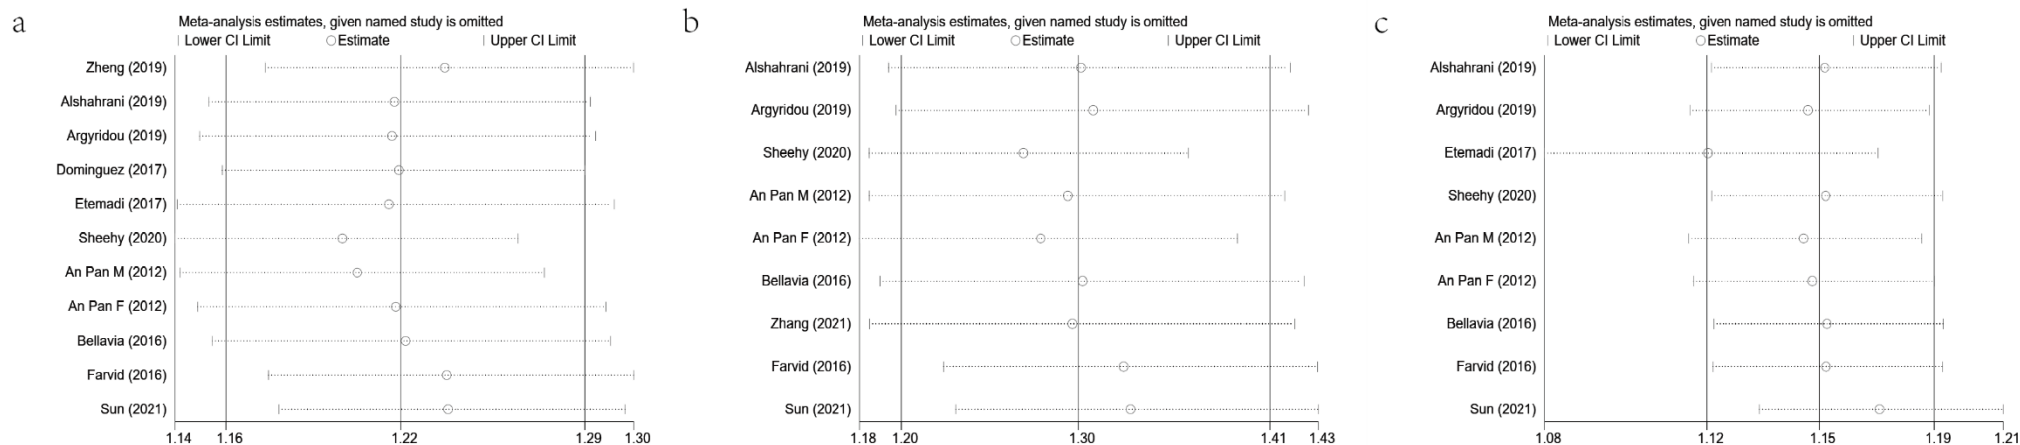 a
Meta-analysis estimates, given named study is omitted
Lower CI Limit Estimate Upper CI Limit
Zheng (2019)
Alshahrani (2019)
Argyridou (2019)
Dominguez (2017)
Etemadi (2017)
Sheehy (2020)
An Pan M (2012)
An Pan F (2012)
Bellavia (2016)
Farvid (2016)
Sun (2021)
1.14 1.16 1.22 1.29 1.30
b
Meta-analysis estimates, given named study is omitted
Lower CI Limit Estimate Upper CI Limit
Alshahrani (2019)
Argyridou (2019)
Sheehy (2020)
An Pan M (2012)
An Pan F (2012)
Bellavia (2016)
Zhang (2021)
Farvid (2016)
Sun (2021)
1.18 1.20 1.30 1.41 1.43
c
Meta-analysis estimates, given named study is omitted
Lower CI Limit Estimate Upper CI Limit
Alshahrani (2019)
Argyridou (2019)
Etemadi (2017)
Sheehy (2020)
An Pan M (2012)
An Pan F (2012)
Bellavia (2016)
Farvid (2016)
Sun (2021)
1.08 1.12 1.15 1.19 1.21